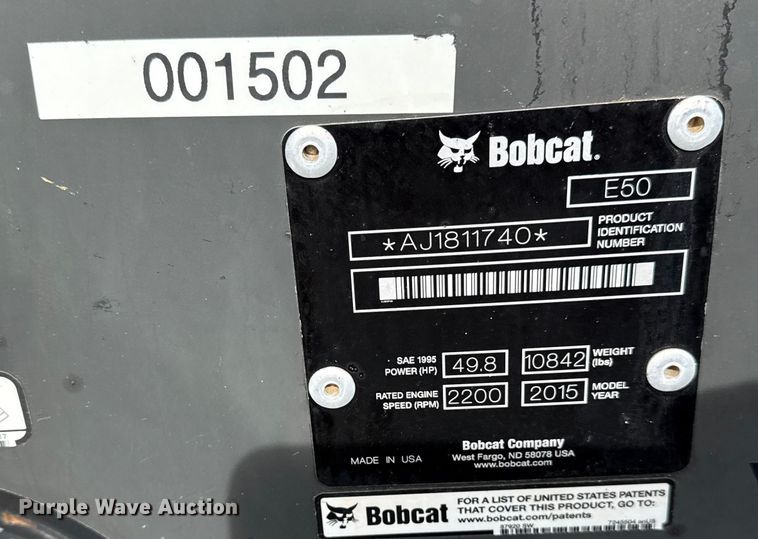 001502
Bobcat.
E50
*AJ1811740*
PRODUCT
IDENTIFICATION
NUMBER
SAE 1995
POWER (HP)
49.8
10842
WEIGHT
(lbs)
RATED ENGINE
SPEED (RPM)
2200
2015
MODEL
YEAR
MADE IN USA
Bobcat Company
West Fargo, ND 58078 USA
www.bobcat.com
Bobcat
FOR A LIST OF UNITED STATES PATENTS
THAT COVER THIS PRODUCT, GO TO:
www.bobcat.com/patents
Purple Wave Auction